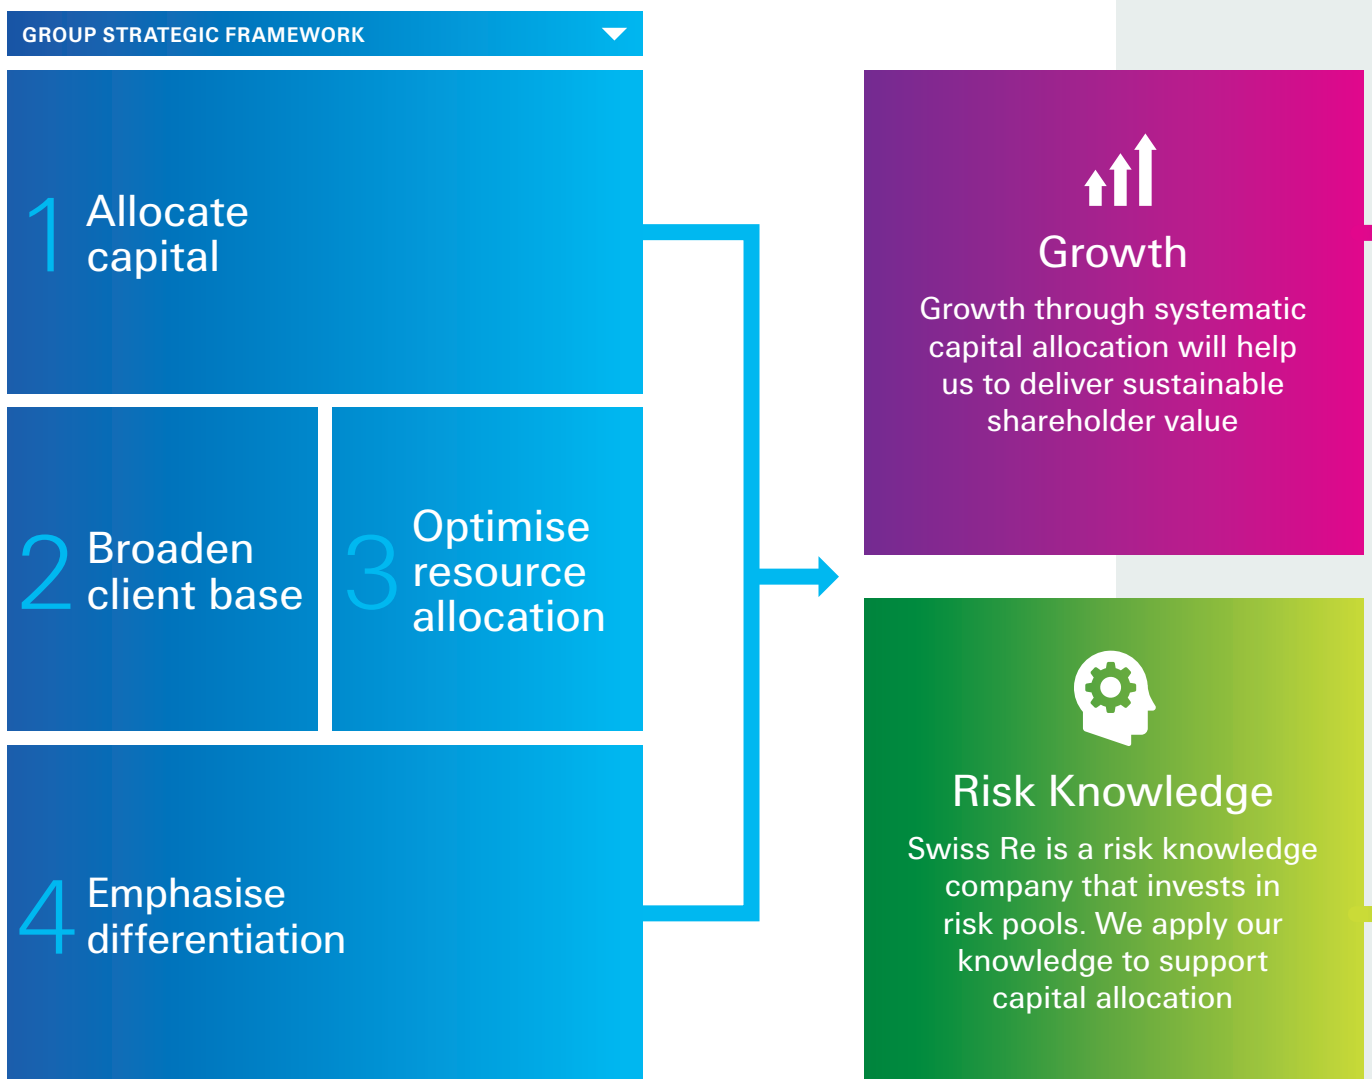 GROUP STRATEGIC FRAMEWORK
1 Allocate
capital
2 Broaden
client base
3 Optimise
resource
allocation
4 Emphasise
differentiation
Growth
Growth through systematic
capital allocation will help
us to deliver sustainable
shareholder value
Risk Knowledge
Swiss Re is a risk knowledge
company that invests in
risk pools. We apply our
knowledge to support
capital allocation